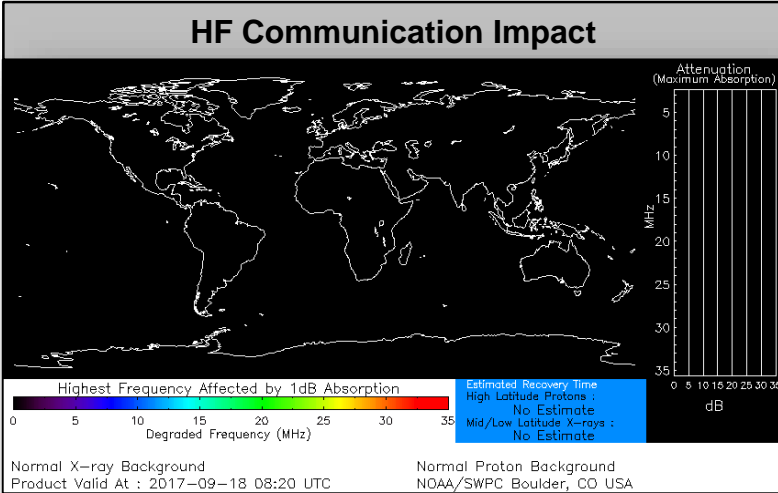 HF Communication Impact
Attenuation
(Maximum Absorption)
5
10
15
20
25
30
35
MHz
0 5 10 15 20 25 30 35
dB
Highest Frequency Affected by 1dB Absorption
0 5 10 15 20 25 30 35
Degraded Frequency (MHz)
Estimated Recovery Time
High Latitude Protons :
No Estimate
Mid/Low Latitude X-rays :
No Estimate
Normal X-ray Background
Normal Proton Background
Product Valid At : 2017-09-18 08:20 UTC
NOAA/SWPC Boulder, CO USA